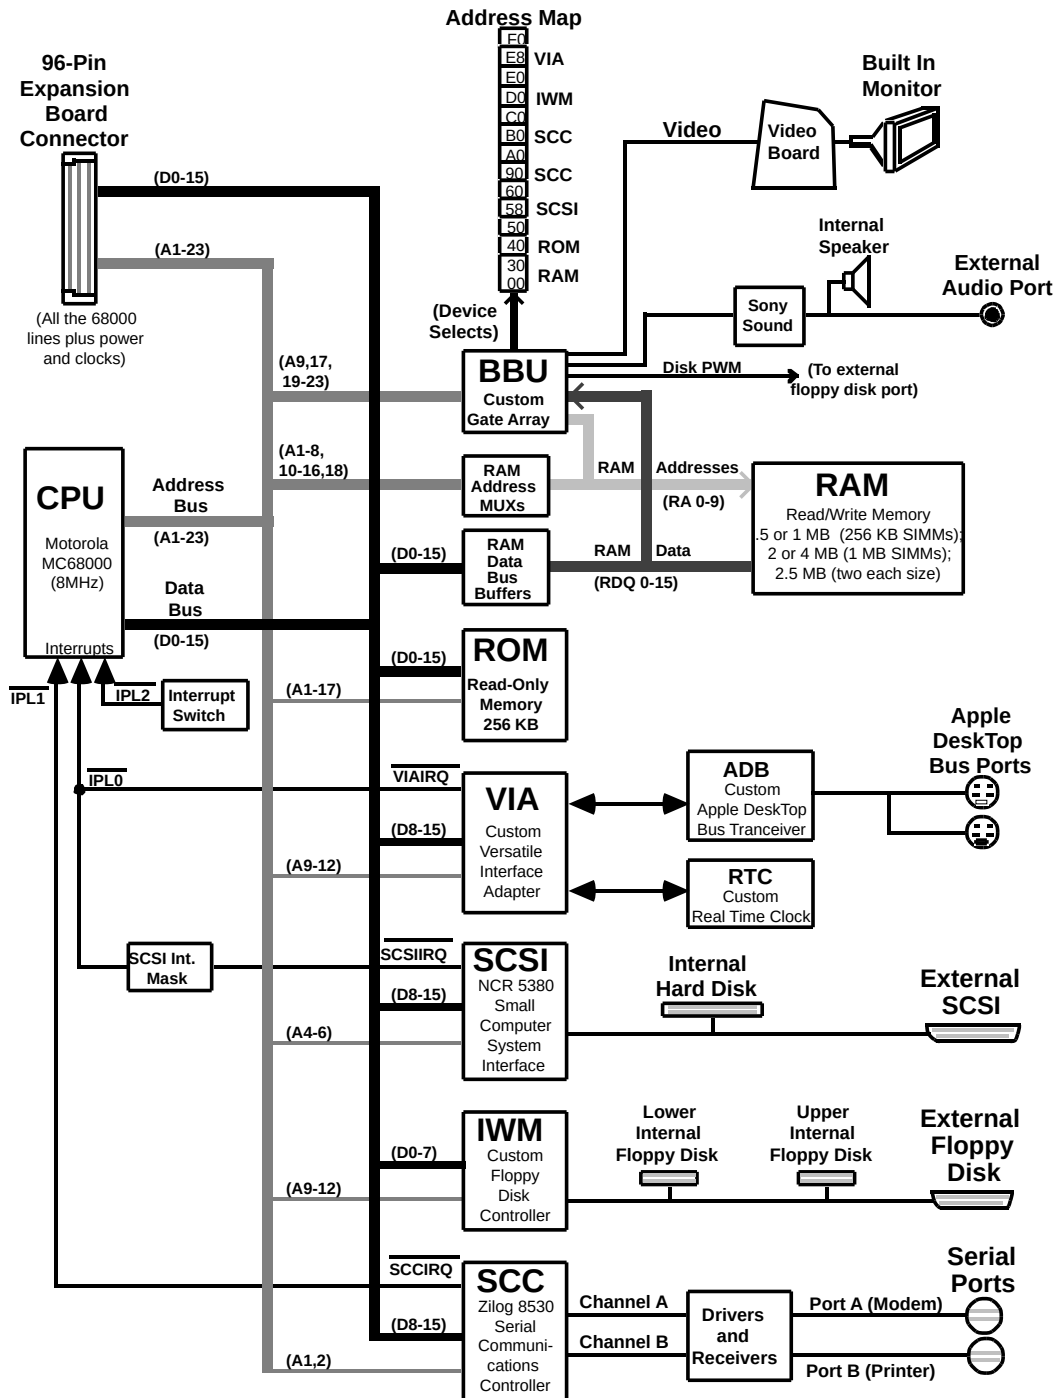 Address Map
F0
E8 VIA
E0
D0 IWM
C0
B0 SCC
A0
90 SCC
60
58 SCSI
50
40 ROM
30
RAM
00
96-Pin
Expansion
Board
Connector
(All the 68000
lines plus power
and clocks)
(D0-15)
(A1-23)
(Device
Selects)
Video
Video
Board
Built In
Monitor
Internal
Speaker
External
Audio Port
Sony
Sound
Disk PWM
(To external
floppy disk port)
(A9,17,
19-23)
BBU
Custom
Gate Array
(A1-8,
10-16,18)
RAM
Address
MUXs
RAM Addresses
(RA 0-9)
RAM
Read/Write Memory
.5 or 1 MB (256 KB SIMMs);
2 or 4 MB (1 MB SIMMs);
2.5 MB (two each size)
CPU
Motorola
MC68000
(8MHz)
Interrupts
Address
Bus
(A1-23)
Data
Bus
(D0-15)
(D0-15)
RAM
Data
Bus
Buffers
RAM Data
(RDQ 0-15)
(D0-15)
(A1-17)
ROM
Read-Only
Memory
256 KB
IPL1
IPL2
Interrupt
Switch
IPL0
VIAIRQ
(D8-15)
(A9-12)
VIA
Custom
Versatile
Interface
Adapter
ADB
Custom
Apple DeskTop
Bus Tranceiver
Apple
DeskTop
Bus Ports
RTC
Custom
Real Time Clock
SCSI Int.
Mask
SCSIIRQ
(D8-15)
(A4-6)
SCSI
NCR 5380
Small
Computer
System
Interface
Internal
Hard Disk
External
SCSI
(D0-7)
(A9-12)
IWM
Custom
Floppy
Disk
Controller
Lower
Internal
Floppy Disk
Upper
Internal
Floppy Disk
External
Floppy
Disk
SCCIRQ
(D8-15)
(A1,2)
SCC
Zilog 8530
Serial
Communi-
cations
Controller
Channel A
Channel B
Drivers
and
Receivers
Port A (Modem)
Port B (Printer)
Serial
Ports